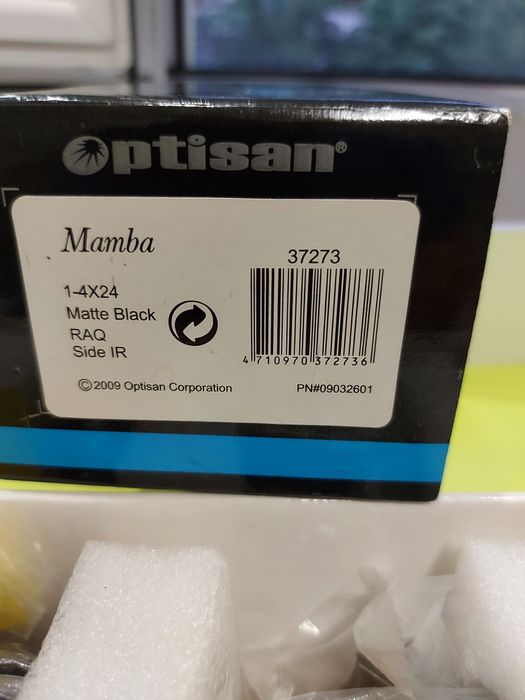 Optisan®
Mamba
37273
1-4X24
Matte Black
RAQ
Side IR
4 710970 372736
©2009 Optisan Corporation
PN#09032601